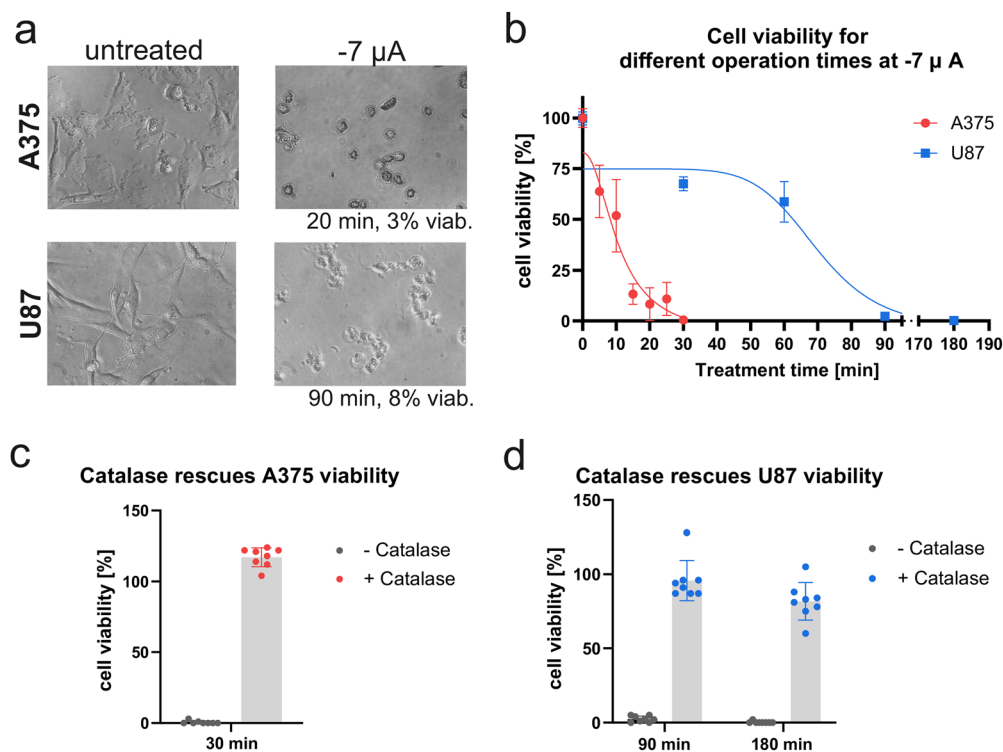 a
untreated
-7 µA
A375
20 min, 3% viab.
U87
90 min, 8% viab.
b
Cell viability for
different operation times at -7 µ A
cell viability [%]
100
75
50
25
0
0 10 20 30 40 50 60 70 80 90 170 180 190
Treatment time [min]
A375
U87
c
Catalase rescues A375 viability
cell viability [%]
150
100
50
0
30 min
- Catalase
+ Catalase
d
Catalase rescues U87 viability
cell viability [%]
150
100
50
0
90 min 180 min
- Catalase
+ Catalase